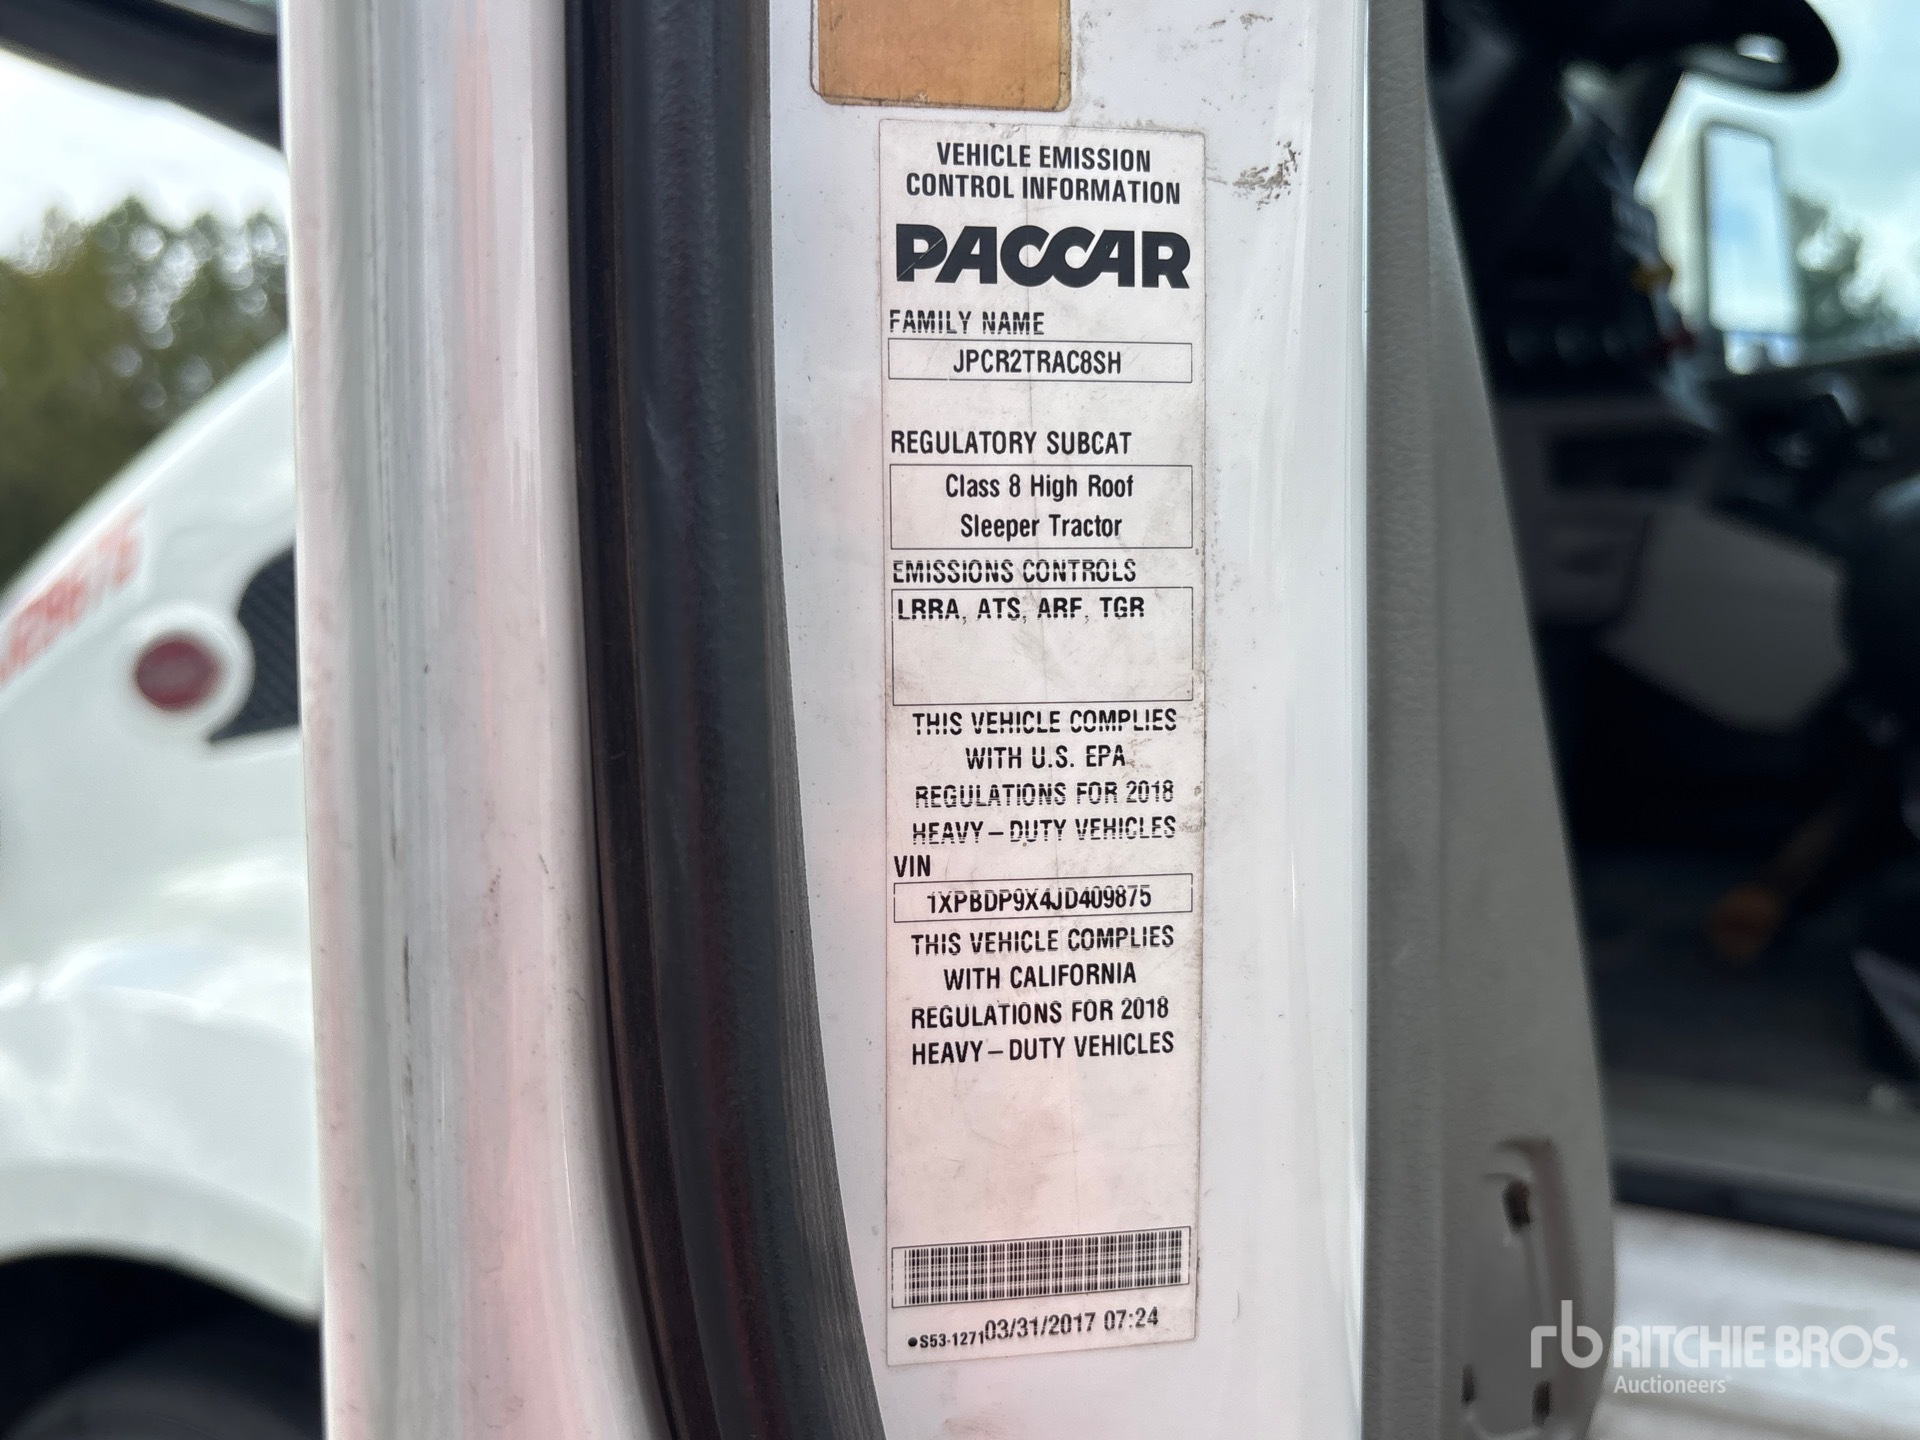 VEHICLE EMISSION
CONTROL INFORMATION
PACCAR
FAMILY NAME
JPCR2TRAC8SH
REGULATORY SUBCAT
Class 8 High Roof
Sleeper Tractor
EMISSIONS CONTROLS
LRRA, ATS, ARF, TGR
THIS VEHICLE COMPLIES
WITH U.S. EPA
REGULATIONS FOR 2018
HEAVY-DUTY VEHICLES
VIN
1XPBDP9X4JD409875
THIS VEHICLE COMPLIES
WITH CALIFORNIA
REGULATIONS FOR 2018
HEAVY-DUTY VEHICLES
•S53-1271 03/31/2017 07:24
rb RITCHIE BROS.
Auctioneers